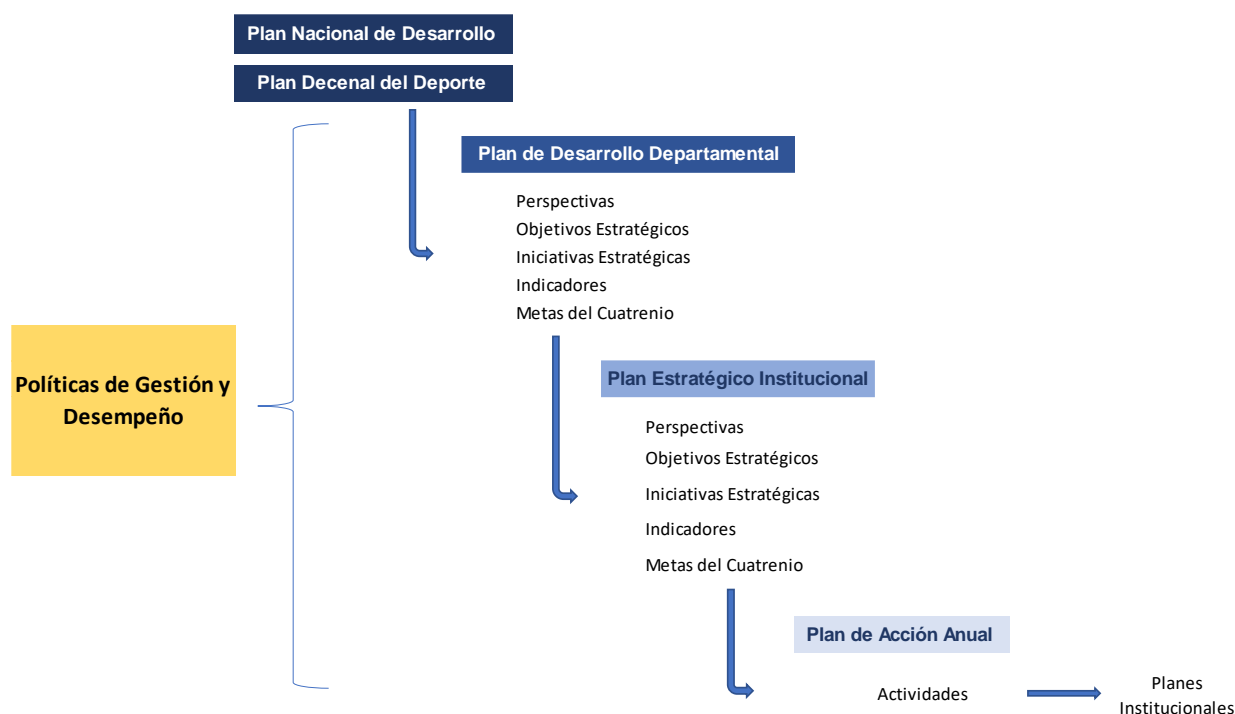 Plan Nacional de Desarrollo
Plan Decenal del Deporte
Plan de Desarrollo Departamental
Perspectivas
Objetivos Estratégicos
Iniciativas Estratégicas
Indicadores
Metas del Cuatrenio
Políticas de Gestión y
Desempeño
Plan Estratégico Institucional
Perspectivas
Objetivos Estratégicos
Iniciativas Estratégicas
Indicadores
Metas del Cuatrenio
Plan de Acción Anual
Actividades
Planes
Institucionales